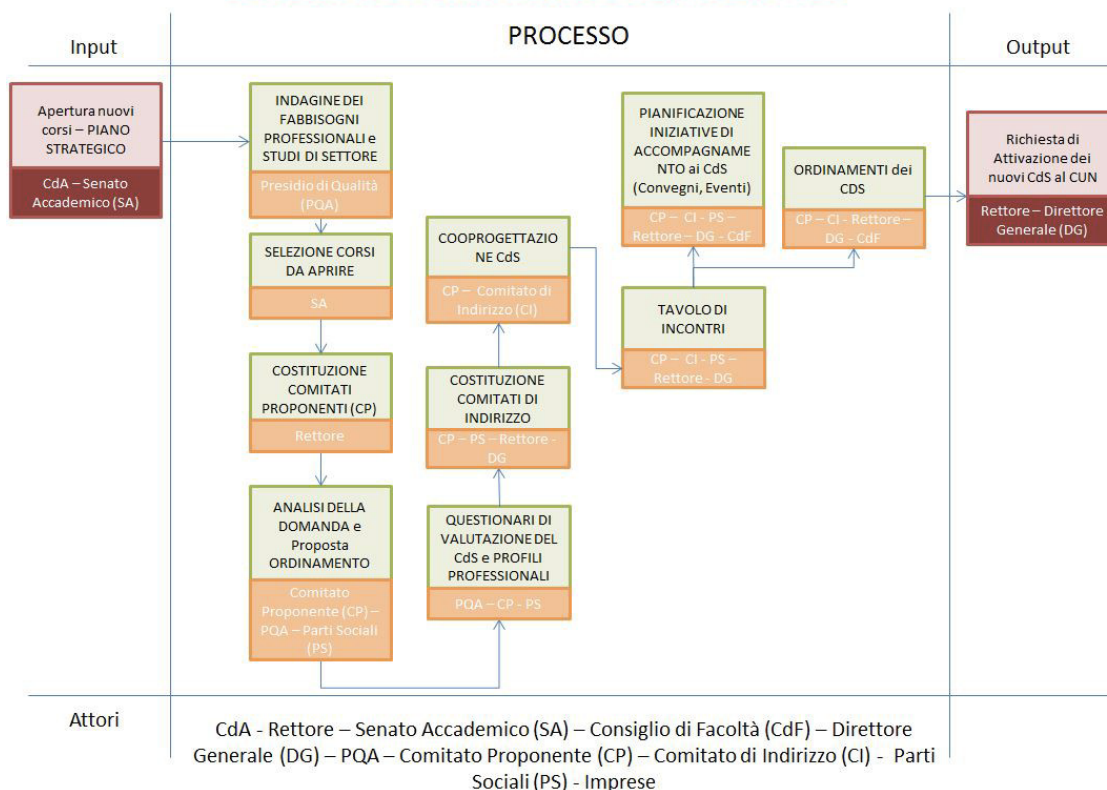 Input
PROCESSO
Output
Apertura nuovi
corsi – PIANO
STRATEGICO
CdA – Senato
Accademico (SA)
INDAGINE DEI
FABBISOGNI
PROFESSIONALI e
STUDI DI SETTORE
Presidio di Qualità
(PQA)
SELEZIONE CORSI
DA APRIRE
SA
COSTITUZIONE
COMITATI
PROPONENTI (CP)
Rettore
ANALISI DELLA
DOMANDA e
Proposta
ORDINAMENTO
Comitato
Proponente (CP) –
PQA – Parti Sociali
(PS)
QUESTIONARI DI
VALUTAZIONE DEL
CdS e PROFILI
PROFESSIONALI
PQA – CP - PS
COSTITUZIONE
COMITATI DI
INDIRIZZO
CP – PS – Rettore -
DG
COOPROGETTAZIO
NE CdS
CP – Comitato di
Indirizzo (CI)
TAVOLO DI
INCONTRI
CP – CI - PS –
Rettore - DG
PIANIFICAZIONE
INIZIATIVE DI
ACCOMPAGNAME
NTO ai CdS
(Convegni, Eventi)
CP – CI - PS –
Rettore – DG - CdF
ORDINAMENTI dei
CDS
CP – CI - Rettore –
DG - CdF
Richiesta di
Attivazione dei
nuovi CdS al CUN
Rettore – Direttore
Generale (DG)
Attori
CdA - Rettore – Senato Accademico (SA) – Consiglio di Facoltà (CdF) – Direttore
Generale (DG) – PQA – Comitato Proponente (CP) – Comitato di Indirizzo (CI) - Parti
Sociali (PS) - Imprese